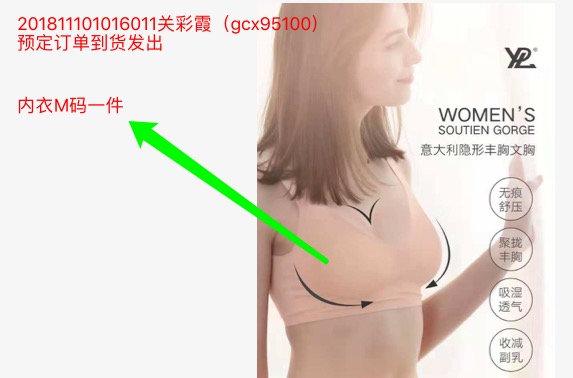 201811101016011关彩霞（gcx95100）
预定订单到货发出
内衣M码一件
YPL®
WOMEN'S
SOUTIEN GORGE
意大利隐形丰胸文胸
无痕
舒压
聚拢
丰胸
吸湿
透气
收减
副乳